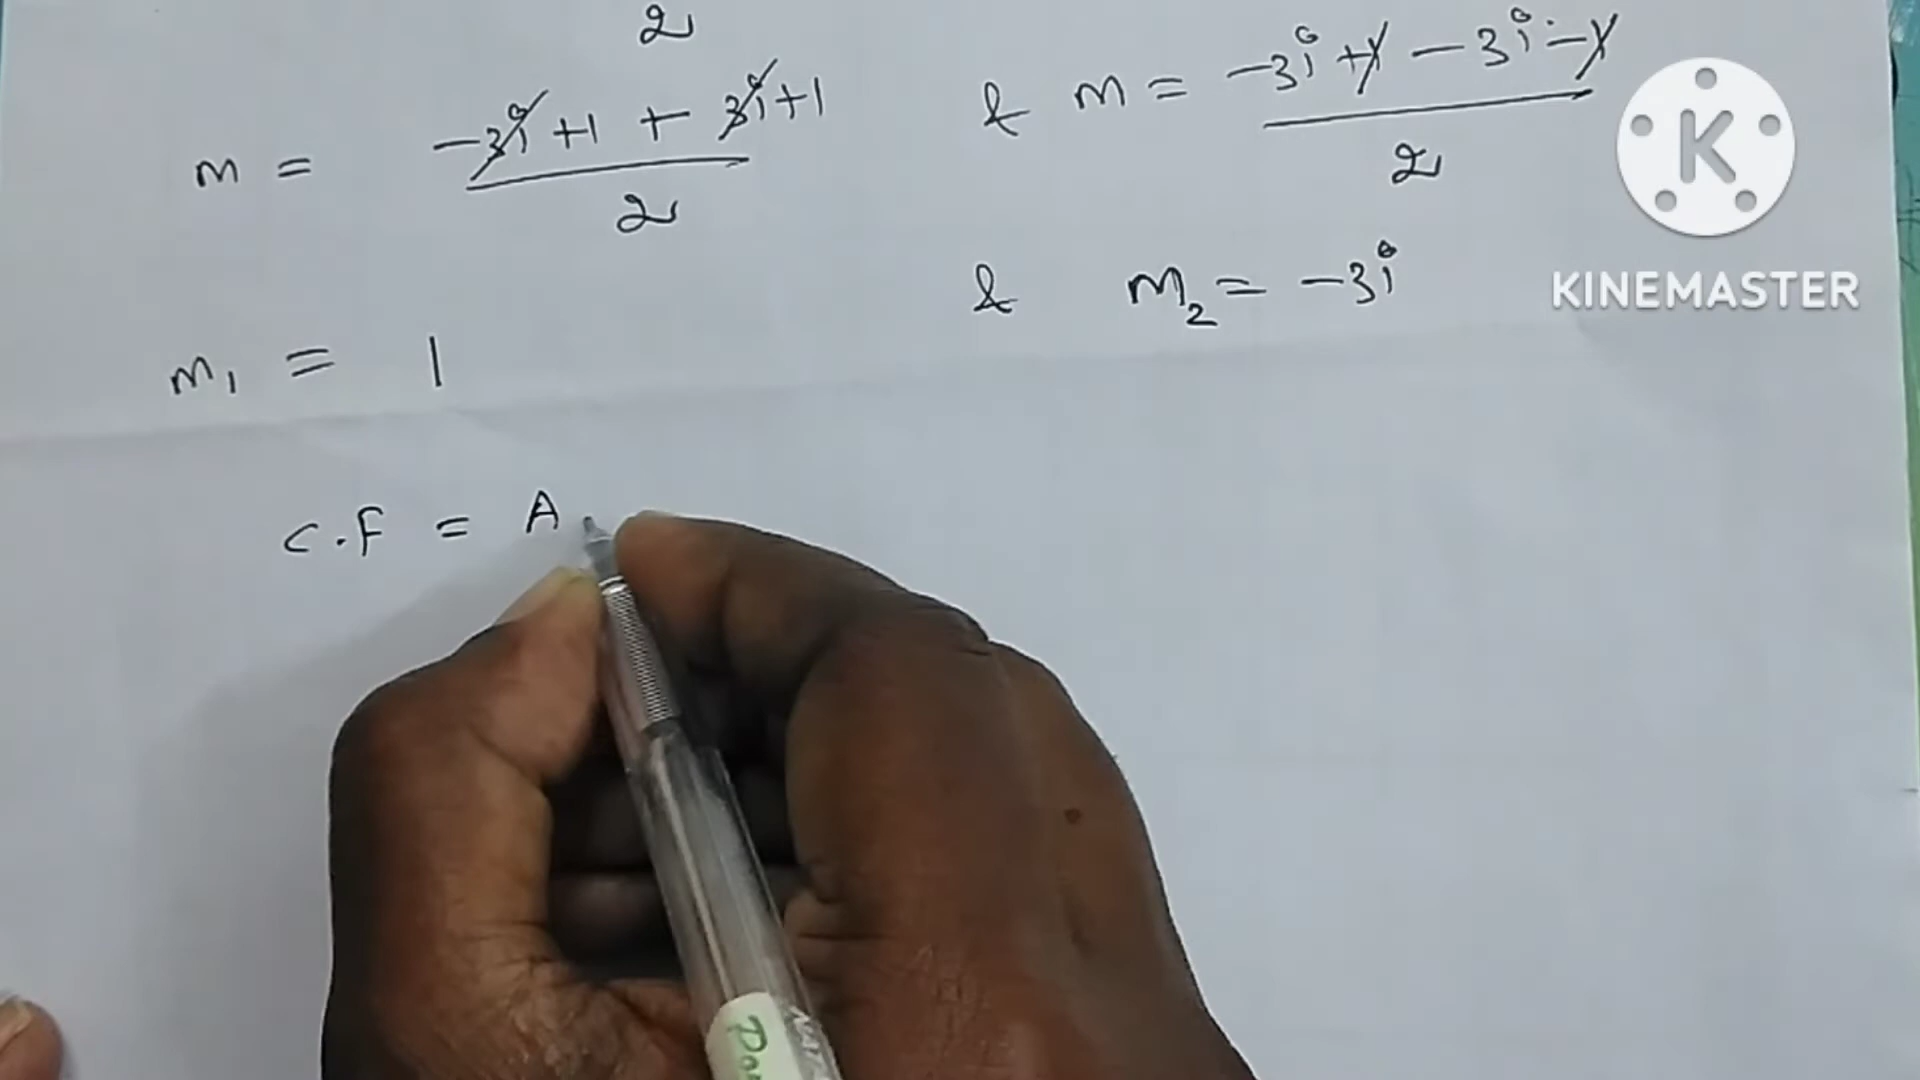 2
m = -3i +1 + 3i +1 / 2 & m = -3i +1 - 3i - 1 / 2
& m₂ = -3i
m₁ = 1
C.F = A
K
KINEMASTER